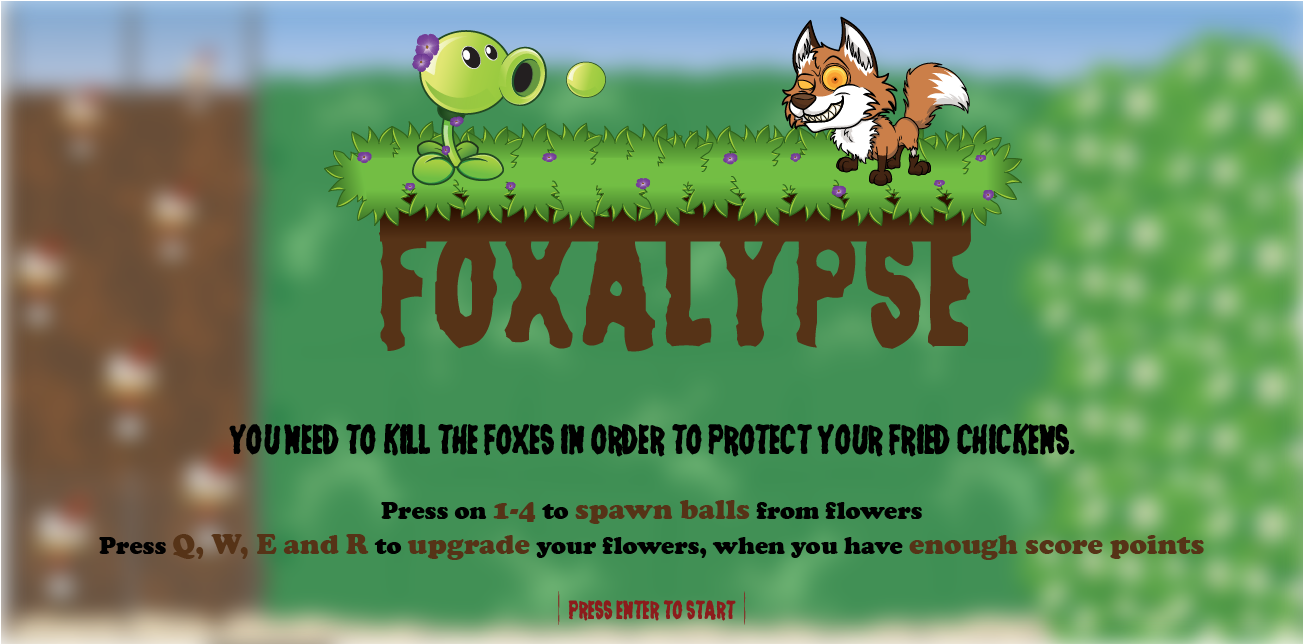 FOXALYPSE
YOU NEED TO KILL THE FOXES IN ORDER TO PROTECT YOUR FRIED CHICKENS.
Press on 1-4 to spawn balls from flowers
Press Q, W, E and R to upgrade your flowers, when you have enough score points
| PRESS ENTER TO START |